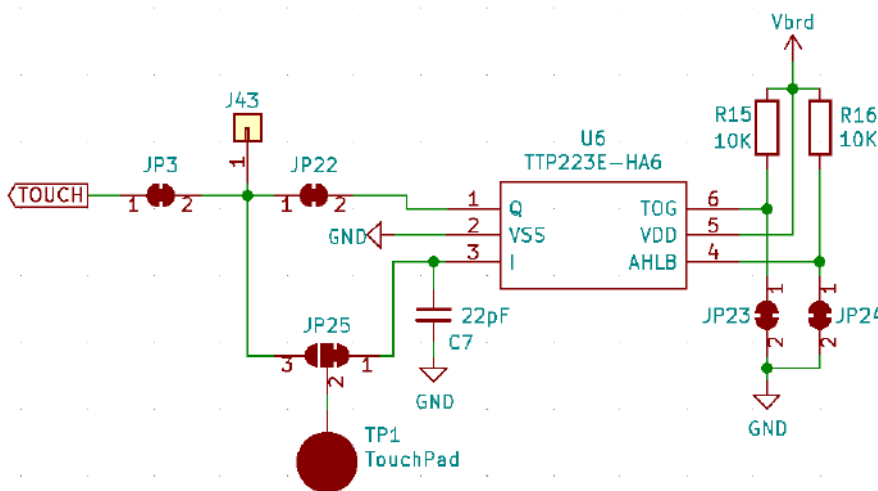 Vbrd
J43
R15
10K
R16
10K
U6
TTP223E-HA6
JP3
JP22
1
TOUCH
1
2
1
2
1
Q
TOG
6
GND
2
VSS
VDD
5
3
I
AHLB
4
22pF
C7
JP25
3
2
1
JP23
1
2
JP24
1
2
GND
GND
TP1
TouchPad